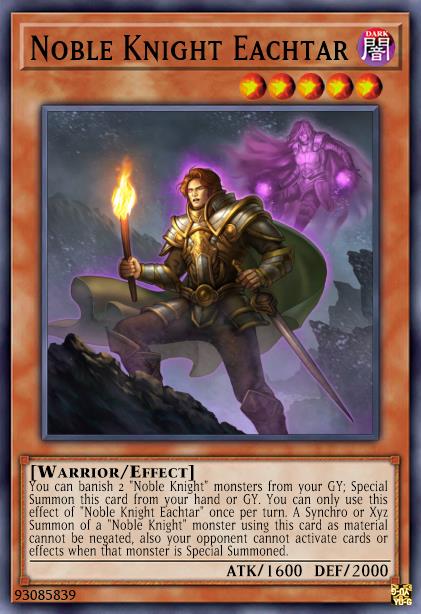 Noble Knight Eachtar
DARK
闇
[Warrior/Effect]
You can banish 2 "Noble Knight" monsters from your GY; Special
Summon this card from your hand or GY. You can only use this
effect of "Noble Knight Eachtar" once per turn. A Synchro or Xyz
Summon of a "Noble Knight" monster using this card as material
cannot be negated, also your opponent cannot activate cards or
effects when that monster is Special Summoned.
ATK/1600 DEF/2000
93085839